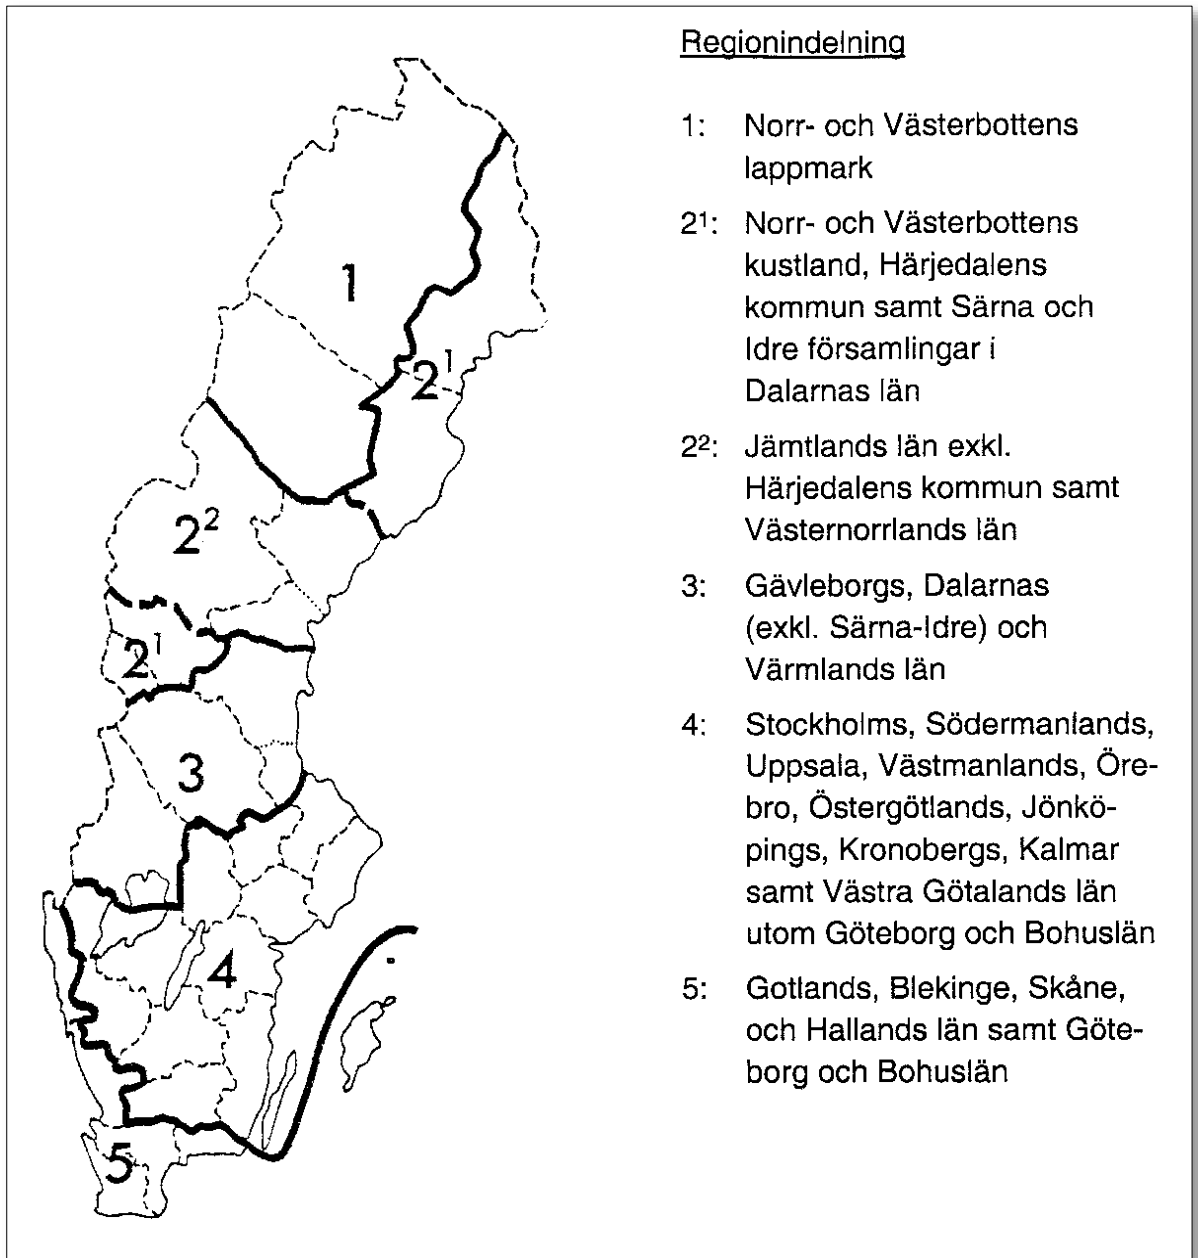 Regionindelning
1: Norr- och Västerbottens
lappmark
2¹: Norr- och Västerbottens
kustland, Härjedalens
kommun samt Särna och
Idre församlingar i
Dalarnas län
2²: Jämtlands län exkl.
Härjedalens kommun samt
Västernorrlands län
3: Gävleborgs, Dalarnas
(exkl. Särna-Idre) och
Värmlands län
4: Stockholms, Södermanlands,
Uppsala, Västmanlands, Öre-
bro, Östergötlands, Jönkö-
pings, Kronobergs, Kalmar
samt Västra Götalands län
utom Göteborg och Bohuslän
5: Gotlands, Blekinge, Skåne,
och Hallands län samt Göte-
borg och Bohuslän
1
2¹
2²
2¹
3
4
5